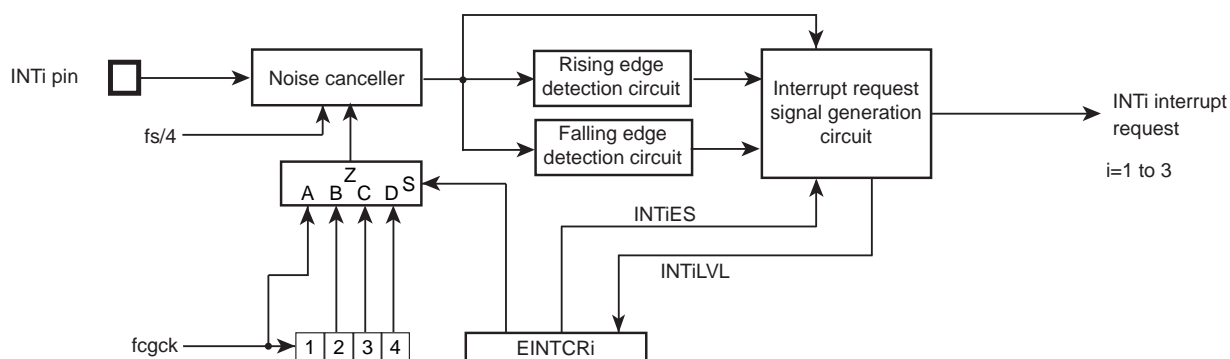 INTi pin
Noise canceller
Rising edge
detection circuit
Falling edge
detection circuit
Interrupt request
signal generation
circuit
INTi interrupt
request
i=1 to 3
fs/4
Z
S
A B C D
INTiES
INTiLVL
fcgck
1 2 3 4
EINTCRi